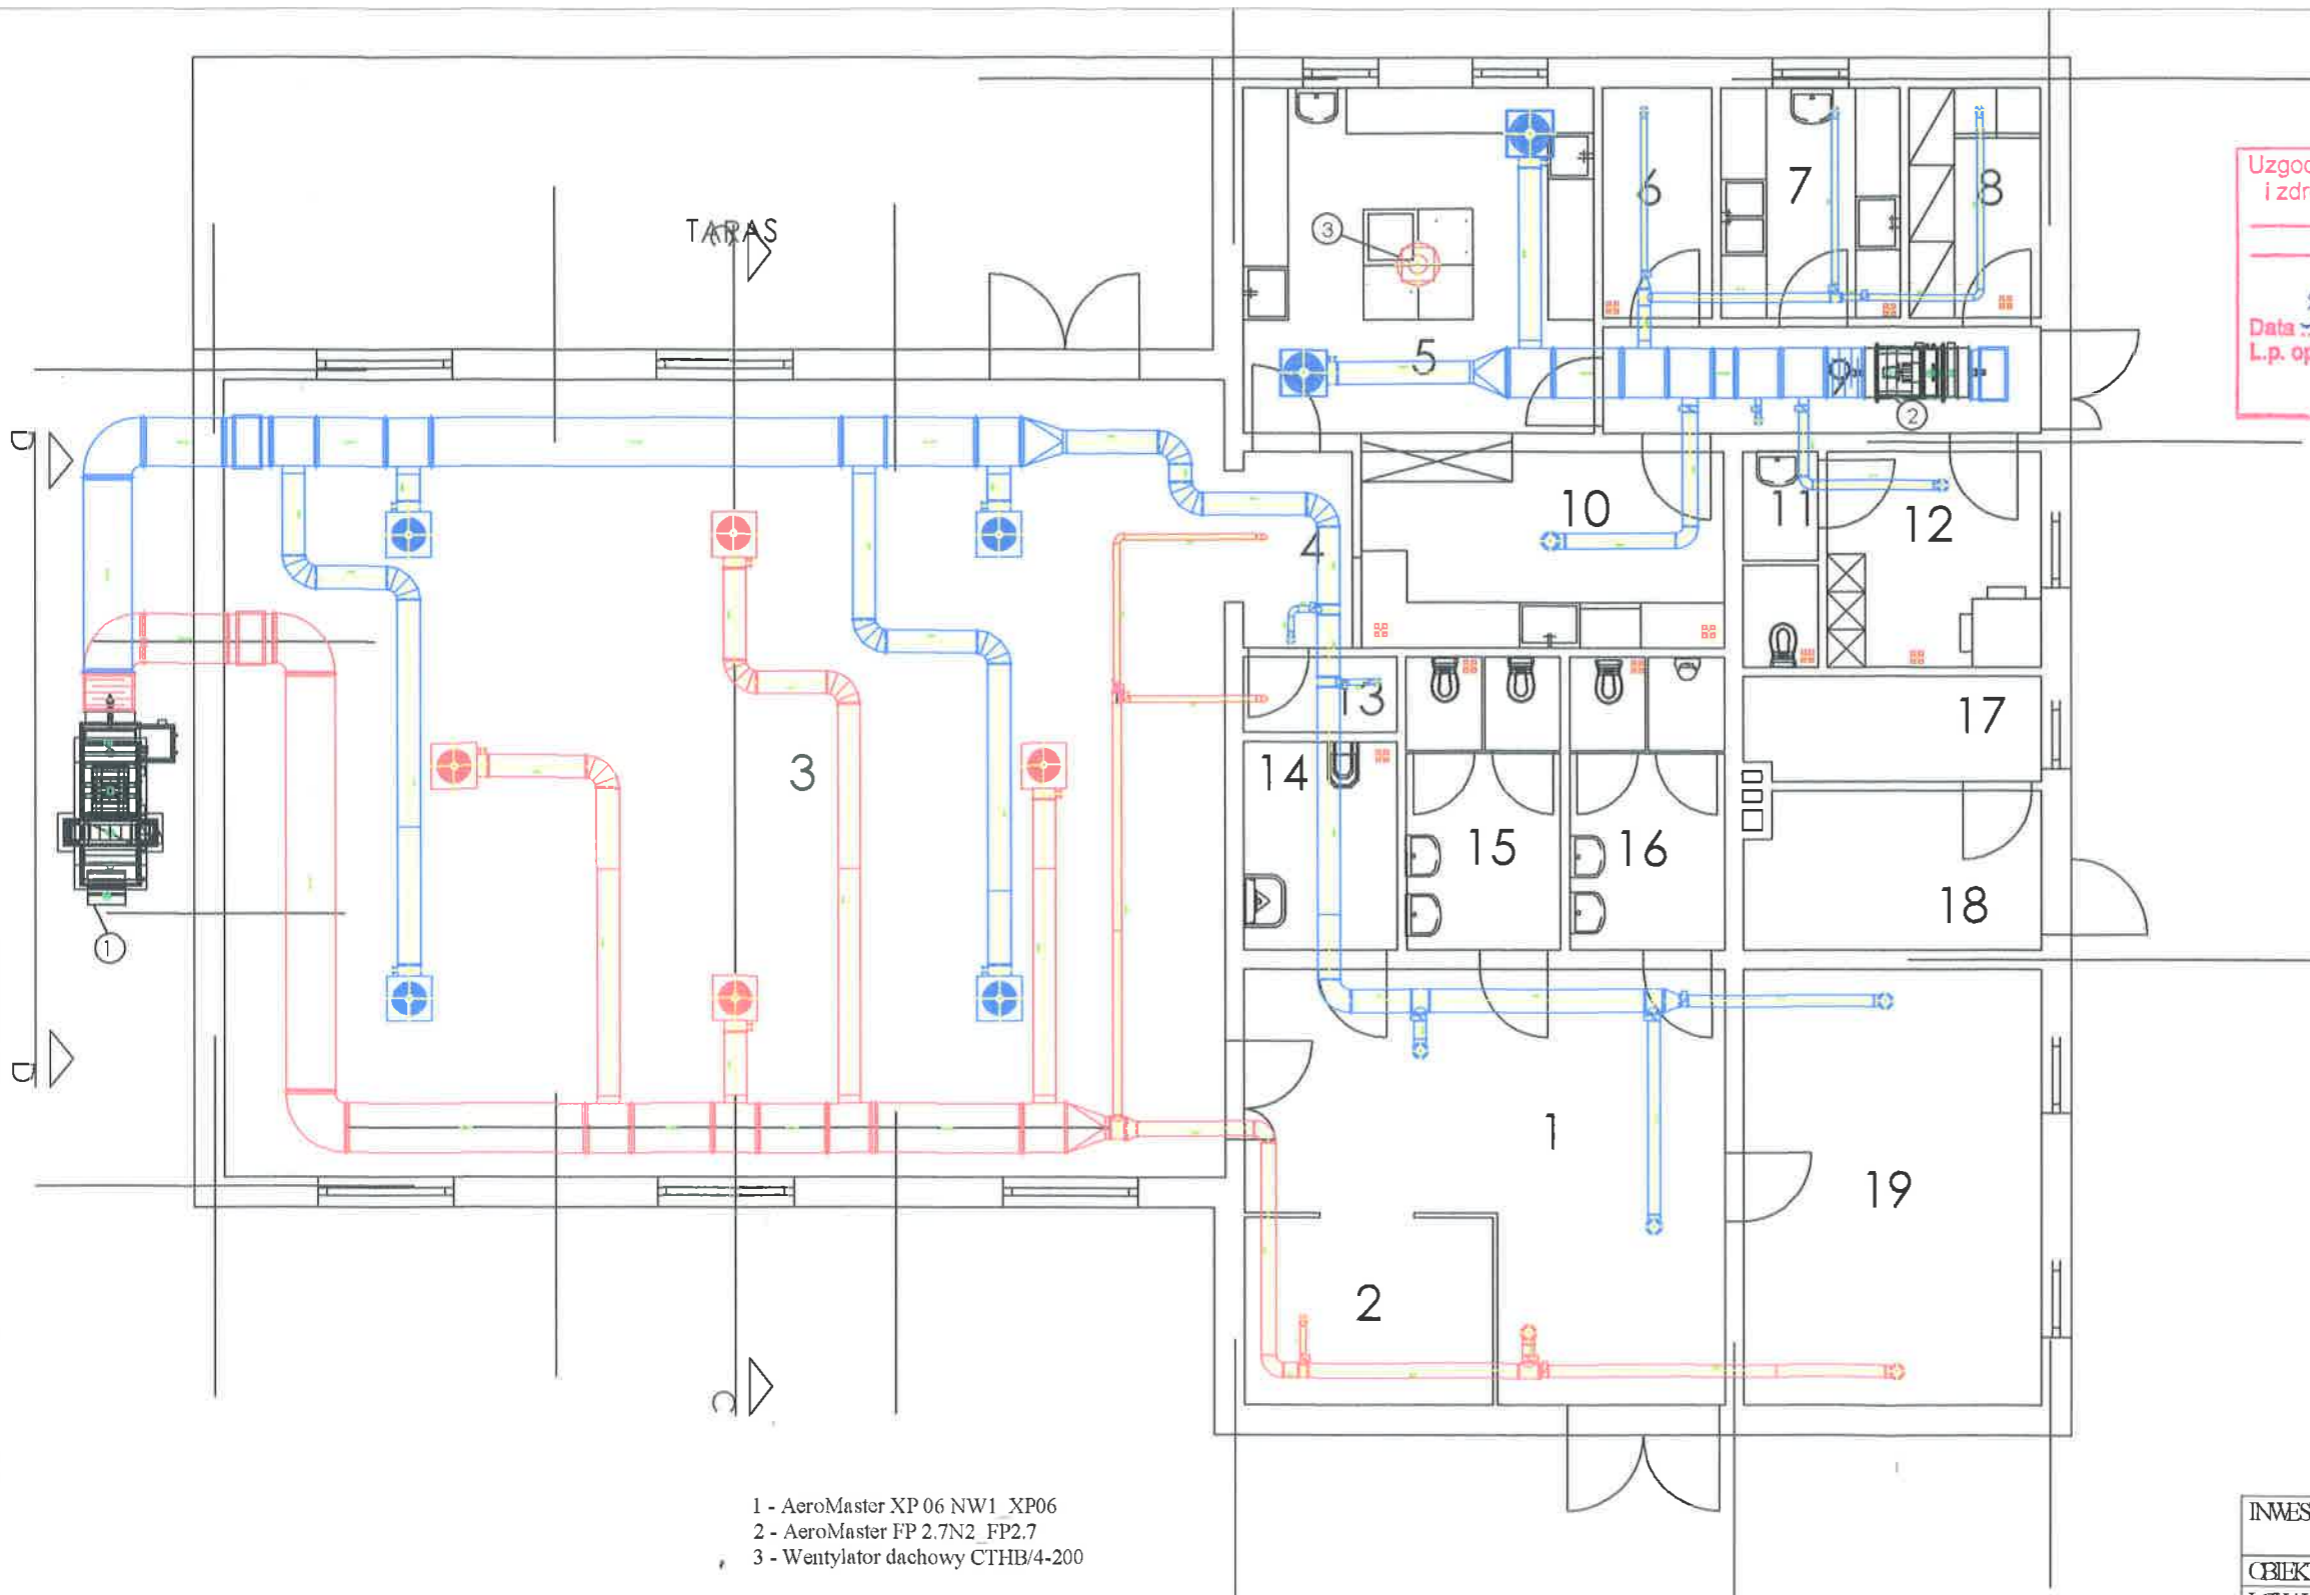 TARAS
Uzgod
i zdr
Data
L.p. op
6
7
8
3
5
2
D
10
11
12
4
13
17
3
14
15
16
18
1
D
1
19
2
C
1 - AeroMaster XP 06 NW1_XP06
2 - AeroMaster FP 2.7N2_FP2.7
3 - Wentylator dachowy CTHB/4-200
INWES
OBIEKT